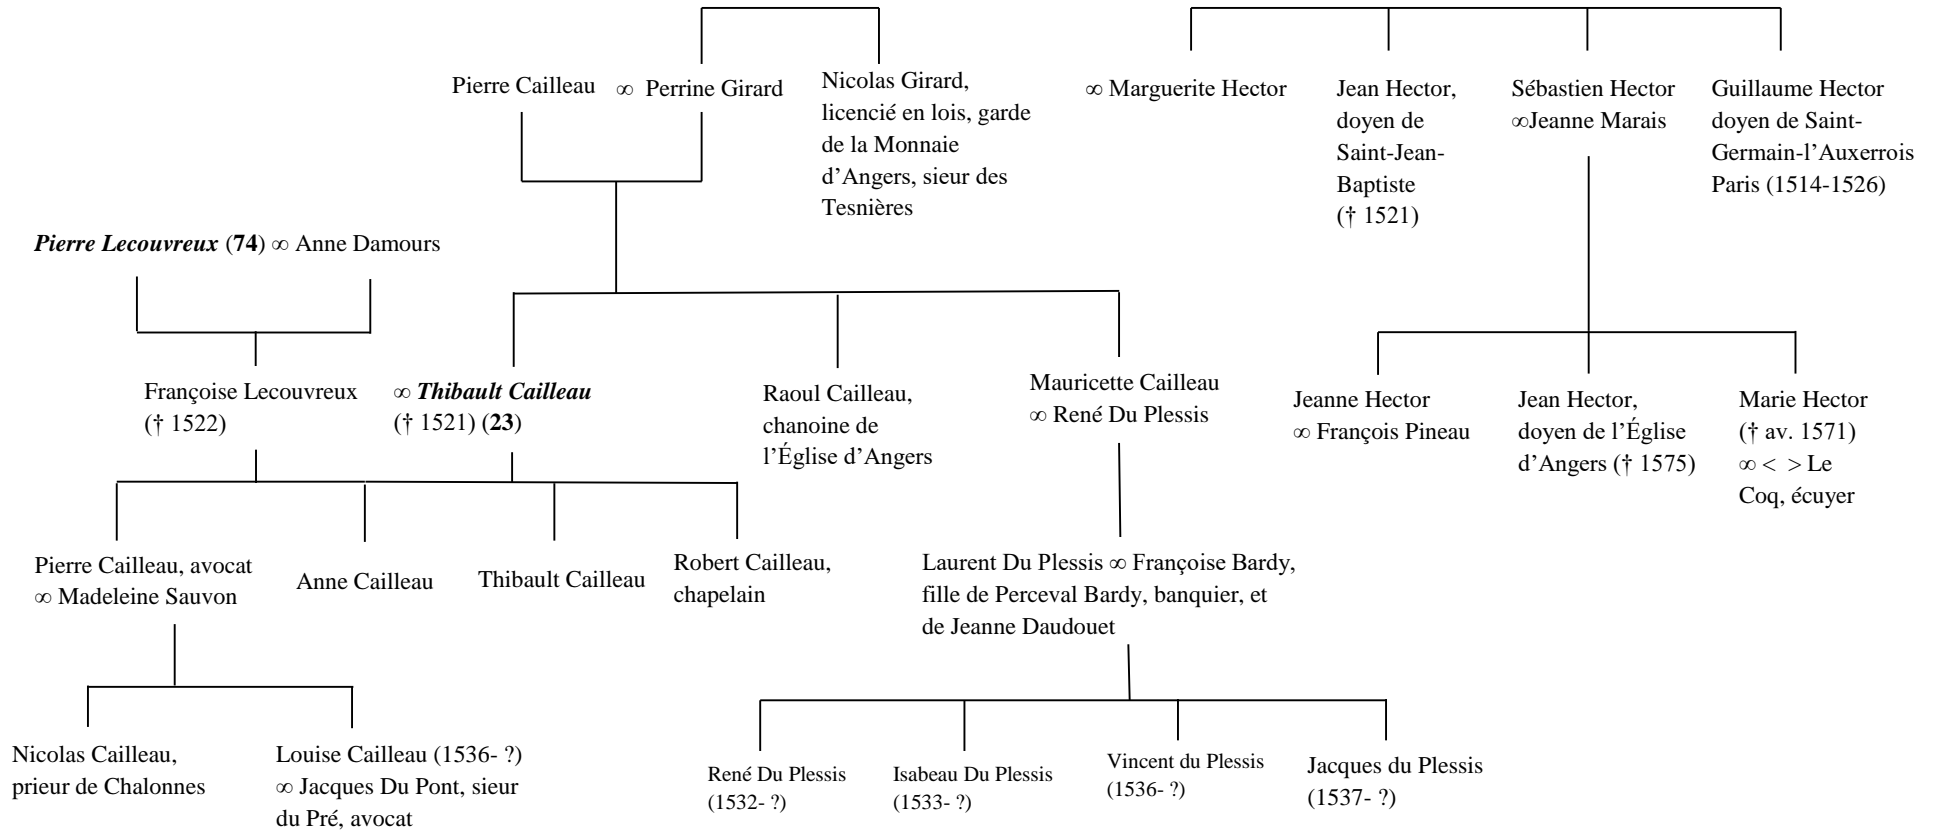 Pierre Cailleau
∞ Perrine Girard
Nicolas Girard,
licencié en lois, garde
de la Monnaie
d’Angers, sieur des
Tesnières
∞ Marguerite Hector
Jean Hector,
doyen de
Saint-Jean-
Baptiste
(† 1521)
Sébastien Hector
∞Jeanne Marais
Guillaume Hector
doyen de Saint-
Germain-l’Auxerrois
Paris (1514-1526)
Pierre Lecouvreux (74) ∞ Anne Damours
Françoise Lecouvreux
(† 1522)
∞ Thibault Cailleau
(† 1521) (23)
Raoul Cailleau,
chanoine de
l’Église d’Angers
Mauricette Cailleau
∞ René Du Plessis
Jeanne Hector
∞ François Pineau
Jean Hector,
doyen de l’Église
d’Angers († 1575)
Marie Hector
(† av. 1571)
∞ < > Le
Coq, écuyer
Pierre Cailleau, avocat
∞ Madeleine Sauvon
Anne Cailleau
Thibault Cailleau
Robert Cailleau,
chapelain
Laurent Du Plessis ∞ Françoise Bardy,
fille de Perceval Bardy, banquier, et
de Jeanne Daudouet
Nicolas Cailleau,
prieur de Chalonnes
Louise Cailleau (1536- ?)
∞ Jacques Du Pont, sieur
du Pré, avocat
René Du Plessis
(1532- ?)
Isabeau Du Plessis
(1533- ?)
Vincent du Plessis
(1536- ?)
Jacques du Plessis
(1537- ?)